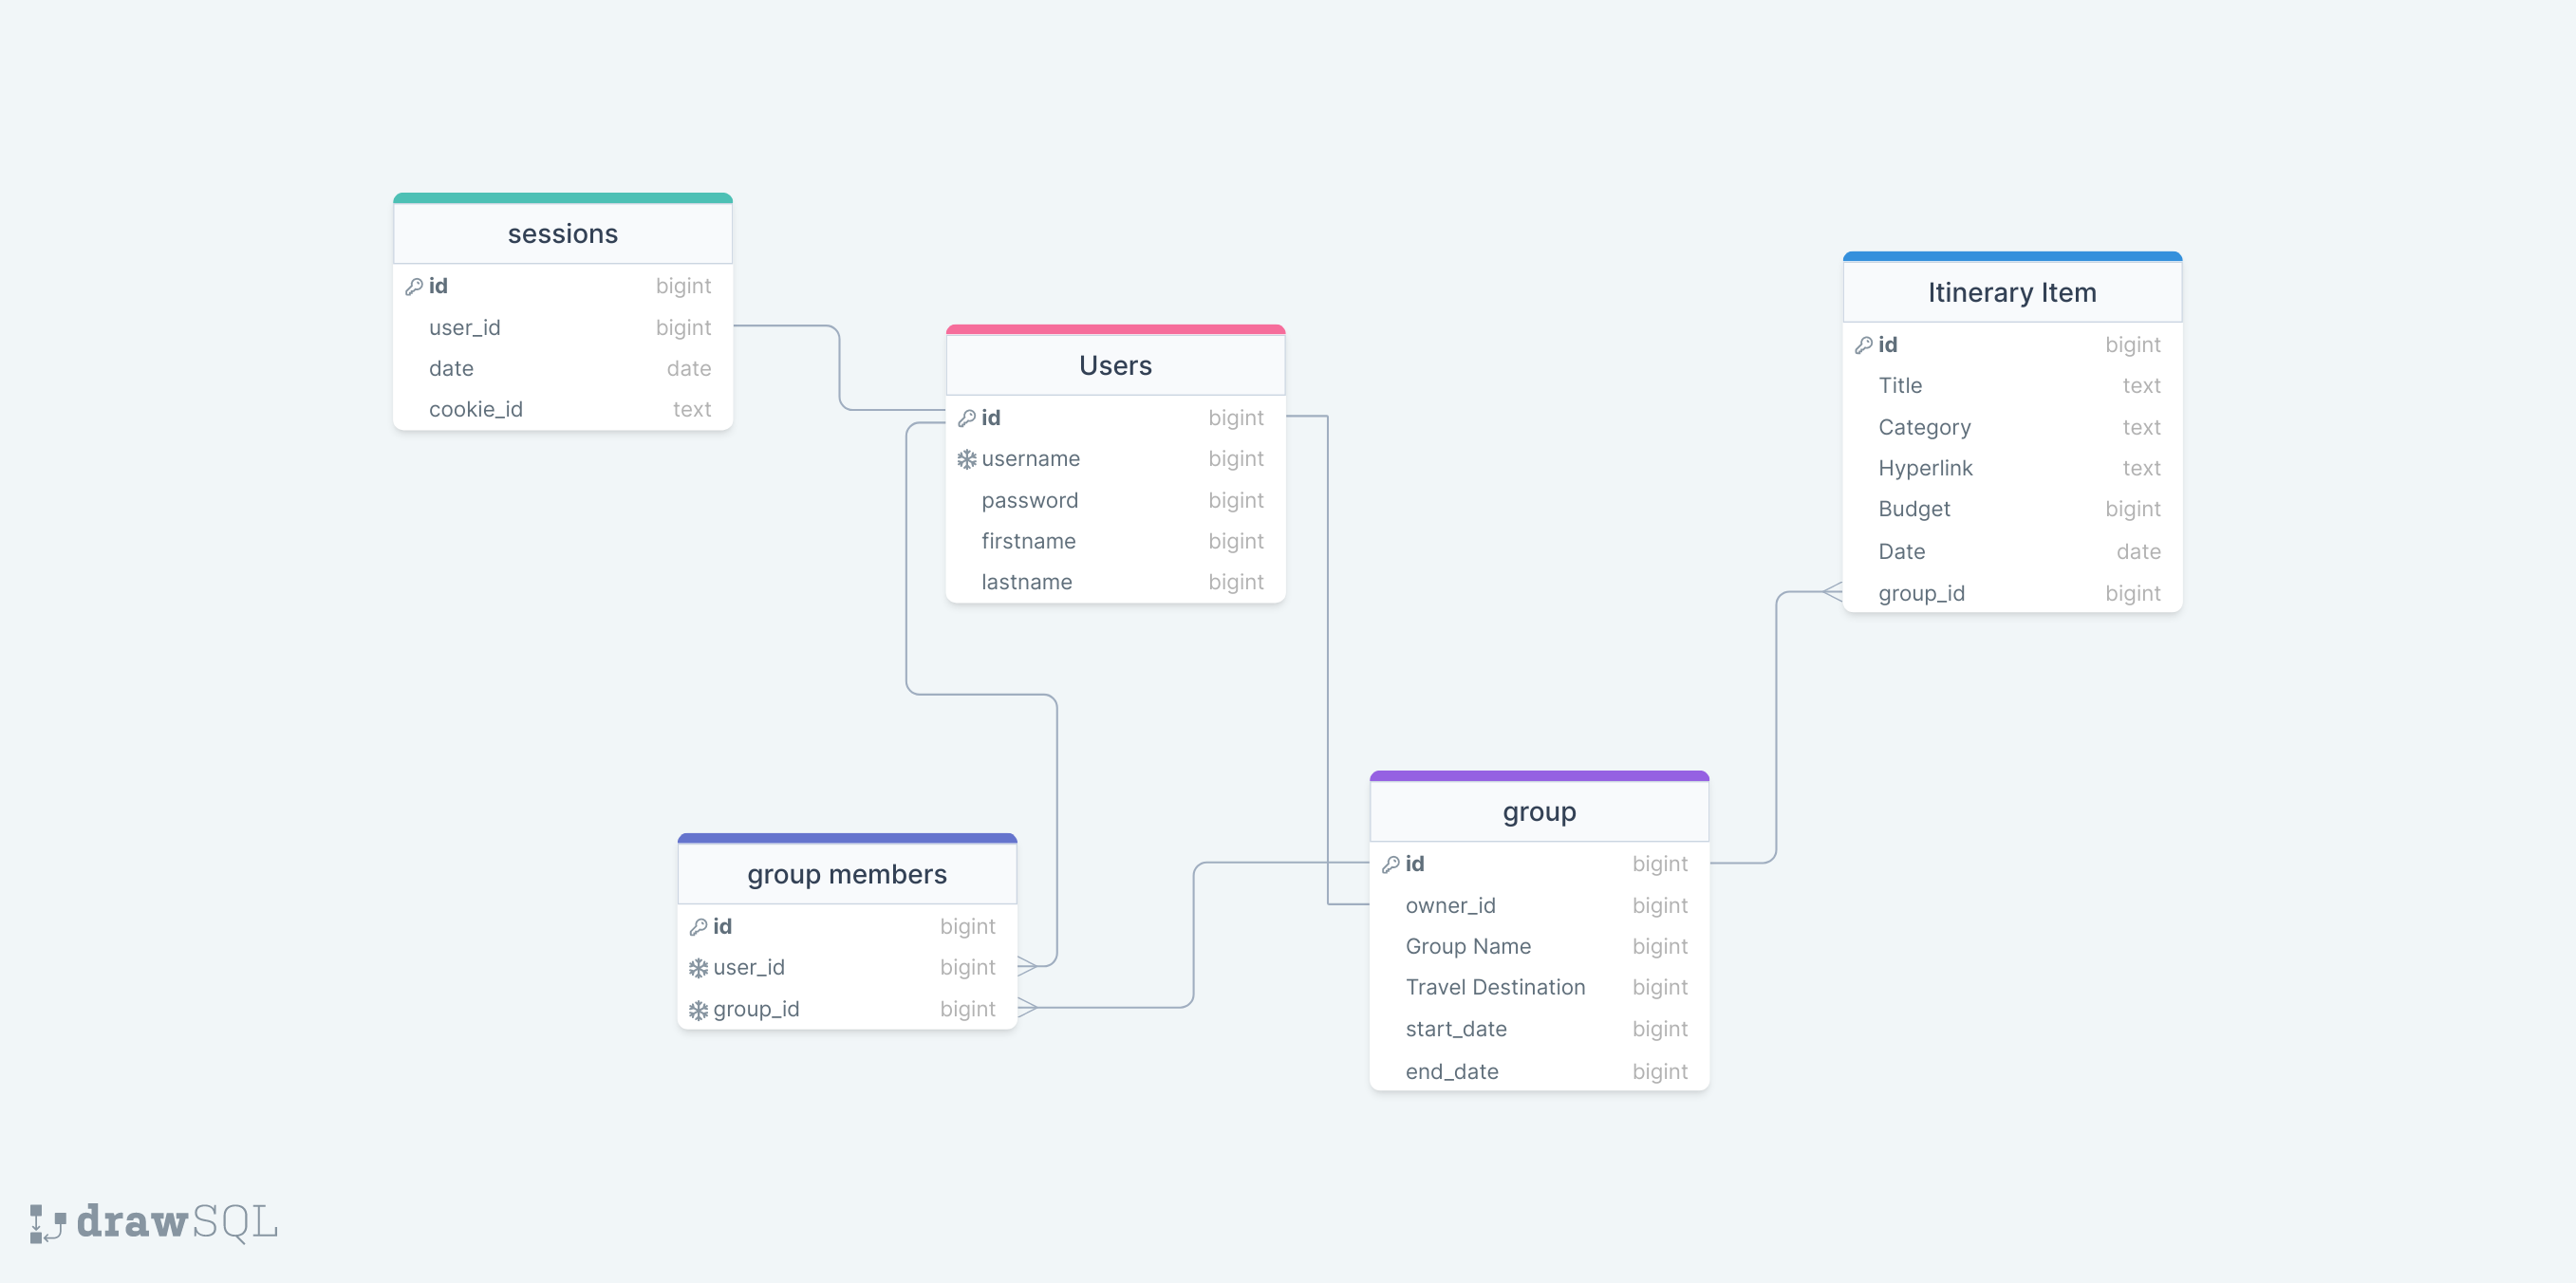 sessions
id bigint
user_id bigint
date date
cookie_id text
Users
id bigint
username bigint
password bigint
firstname bigint
lastname bigint
Itinerary Item
id bigint
Title text
Category text
Hyperlink text
Budget bigint
Date date
group_id bigint
group members
id bigint
user_id bigint
group_id bigint
group
id bigint
owner_id bigint
Group Name bigint
Travel Destination bigint
start_date bigint
end_date bigint
drawSQL